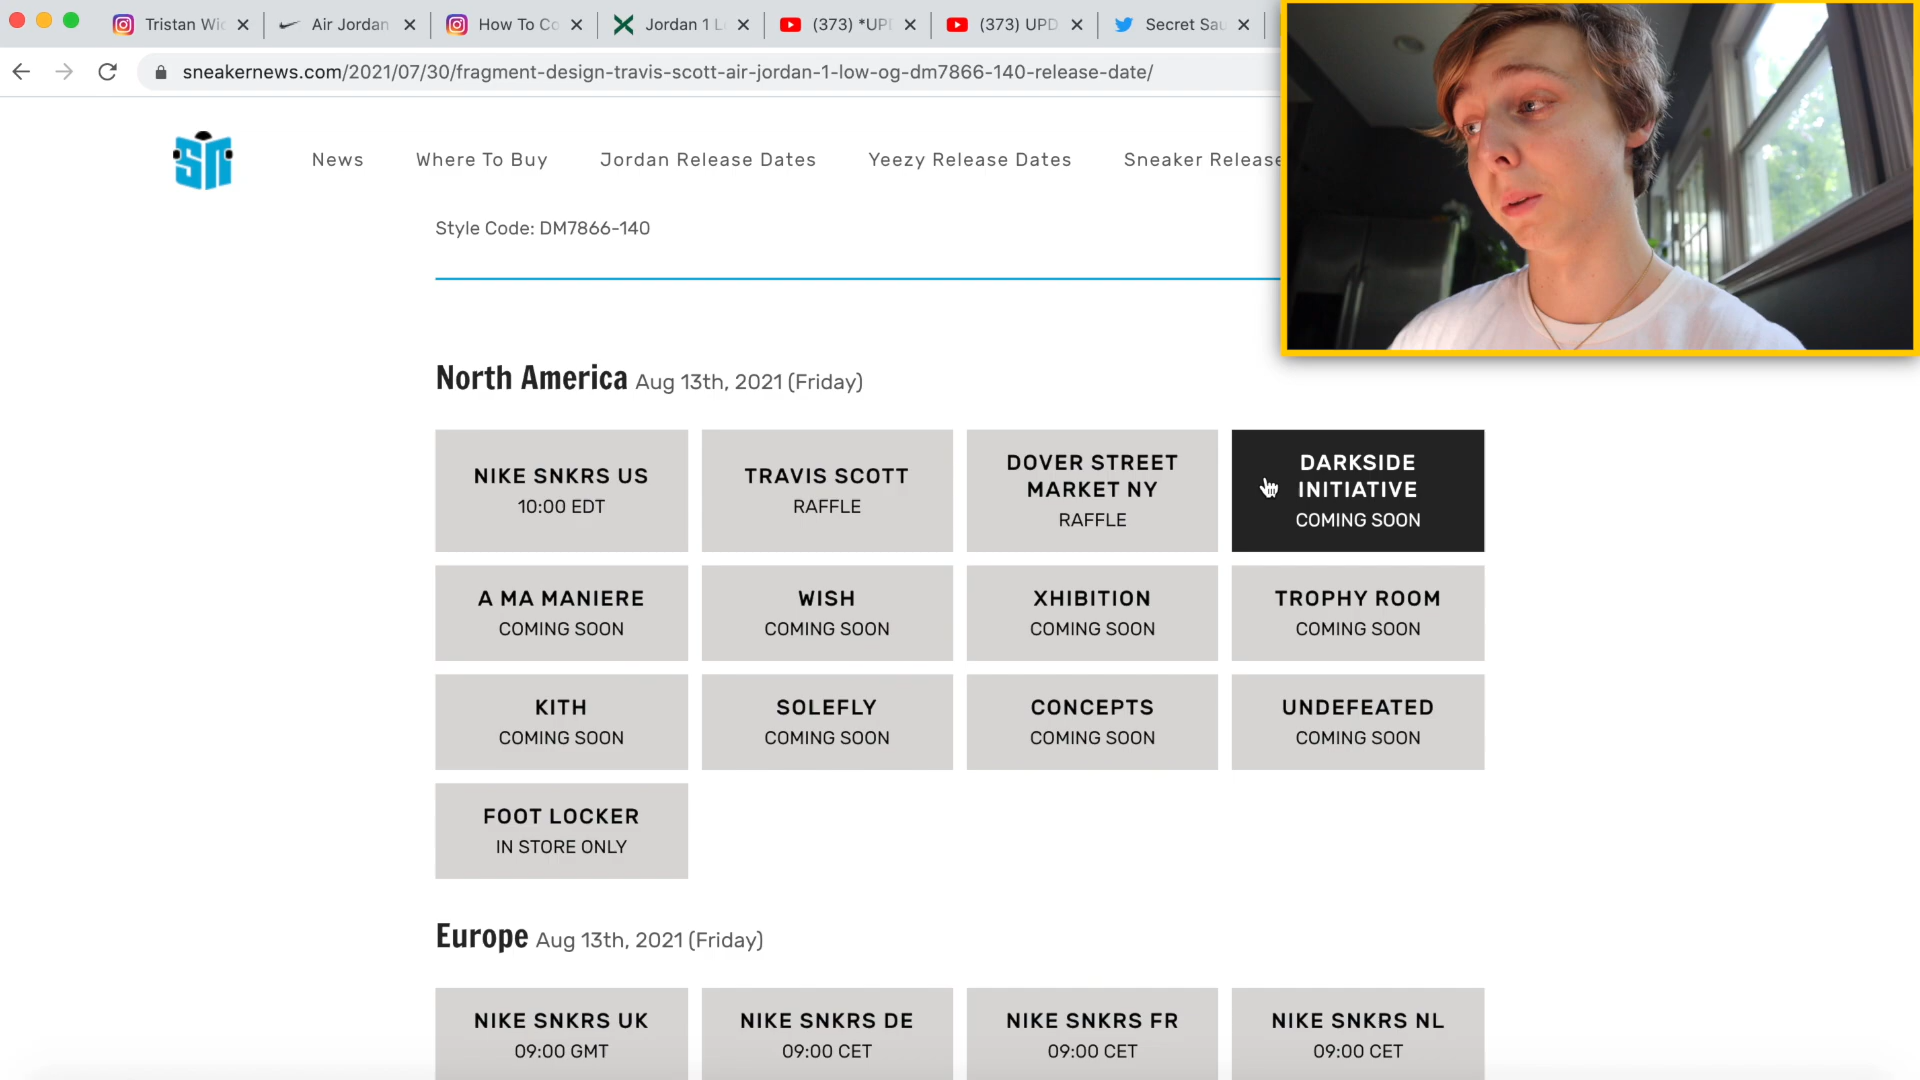 Tristan Wi
Air Jordan
How To Co
Jordan 1 L
(373) *UP
(373) UPD
Secret Sau
sneakernews.com/2021/07/30/fragment-design-travis-scott-air-jordan-1-low-og-dm7866-140-release-date/
SN
News
Where To Buy
Jordan Release Dates
Yeezy Release Dates
Sneaker Release
Style Code: DM7866-140
North America Aug 13th, 2021 (Friday)
NIKE SNKRS US
10:00 EDT
TRAVIS SCOTT
RAFFLE
DOVER STREET
MARKET NY
RAFFLE
DARKSIDE
INITIATIVE
COMING SOON
A MA MANIERE
COMING SOON
WISH
COMING SOON
XHIBITION
COMING SOON
TROPHY ROOM
COMING SOON
KITH
COMING SOON
SOLEFLY
COMING SOON
CONCEPTS
COMING SOON
UNDEFEATED
COMING SOON
FOOT LOCKER
IN STORE ONLY
Europe Aug 13th, 2021 (Friday)
NIKE SNKRS UK
09:00 GMT
NIKE SNKRS DE
09:00 CET
NIKE SNKRS FR
09:00 CET
NIKE SNKRS NL
09:00 CET